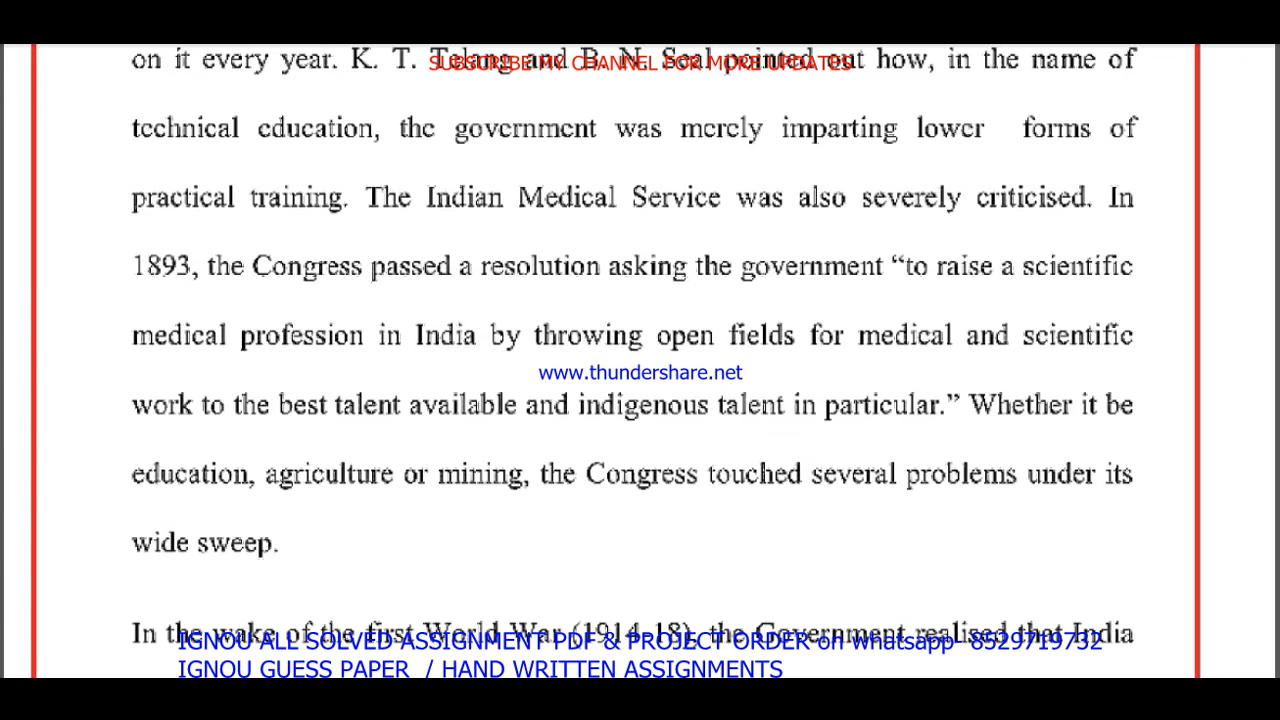 on it every year. K. T. Telang and B. N. Seal pointed out how, in the name of
SUBSCRIBE MY CHANNEL FOR MORE UPDATES
technical education, the government was merely imparting lower forms of
practical training. The Indian Medical Service was also severely criticised. In
1893, the Congress passed a resolution asking the government “to raise a scientific
medical profession in India by throwing open fields for medical and scientific
www.thundershare.net
work to the best talent available and indigenous talent in particular.” Whether it be
education, agriculture or mining, the Congress touched several problems under its
wide sweep.
In the wake of the first World War (1914-18), the Government realised that India
IGNOU ALL SOLVED ASSIGNMENT PDF & PROJECT ORDER on whatsapp 8529719732
IGNOU GUESS PAPER / HAND WRITTEN ASSIGNMENTS